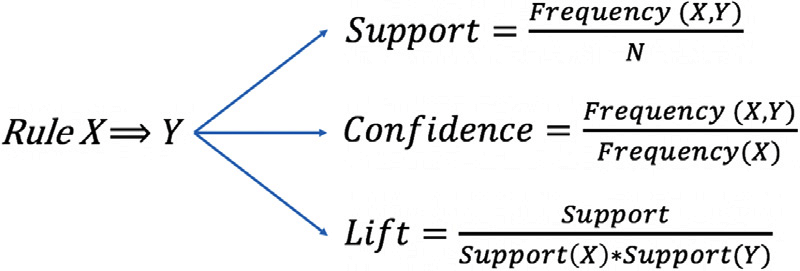 Support = Frequency (X,Y) / N
Rule X ⟹ Y
Confidence = Frequency (X,Y) / Frequency(X)
Lift = Support / Support(X)*Support(Y)